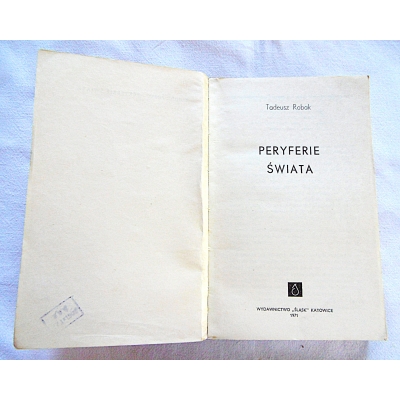 Tadeusz Robak
PERYFERIE
ŚWIATA
WYDAWNICTWO „ŚLĄSK” KATOWICE
1971